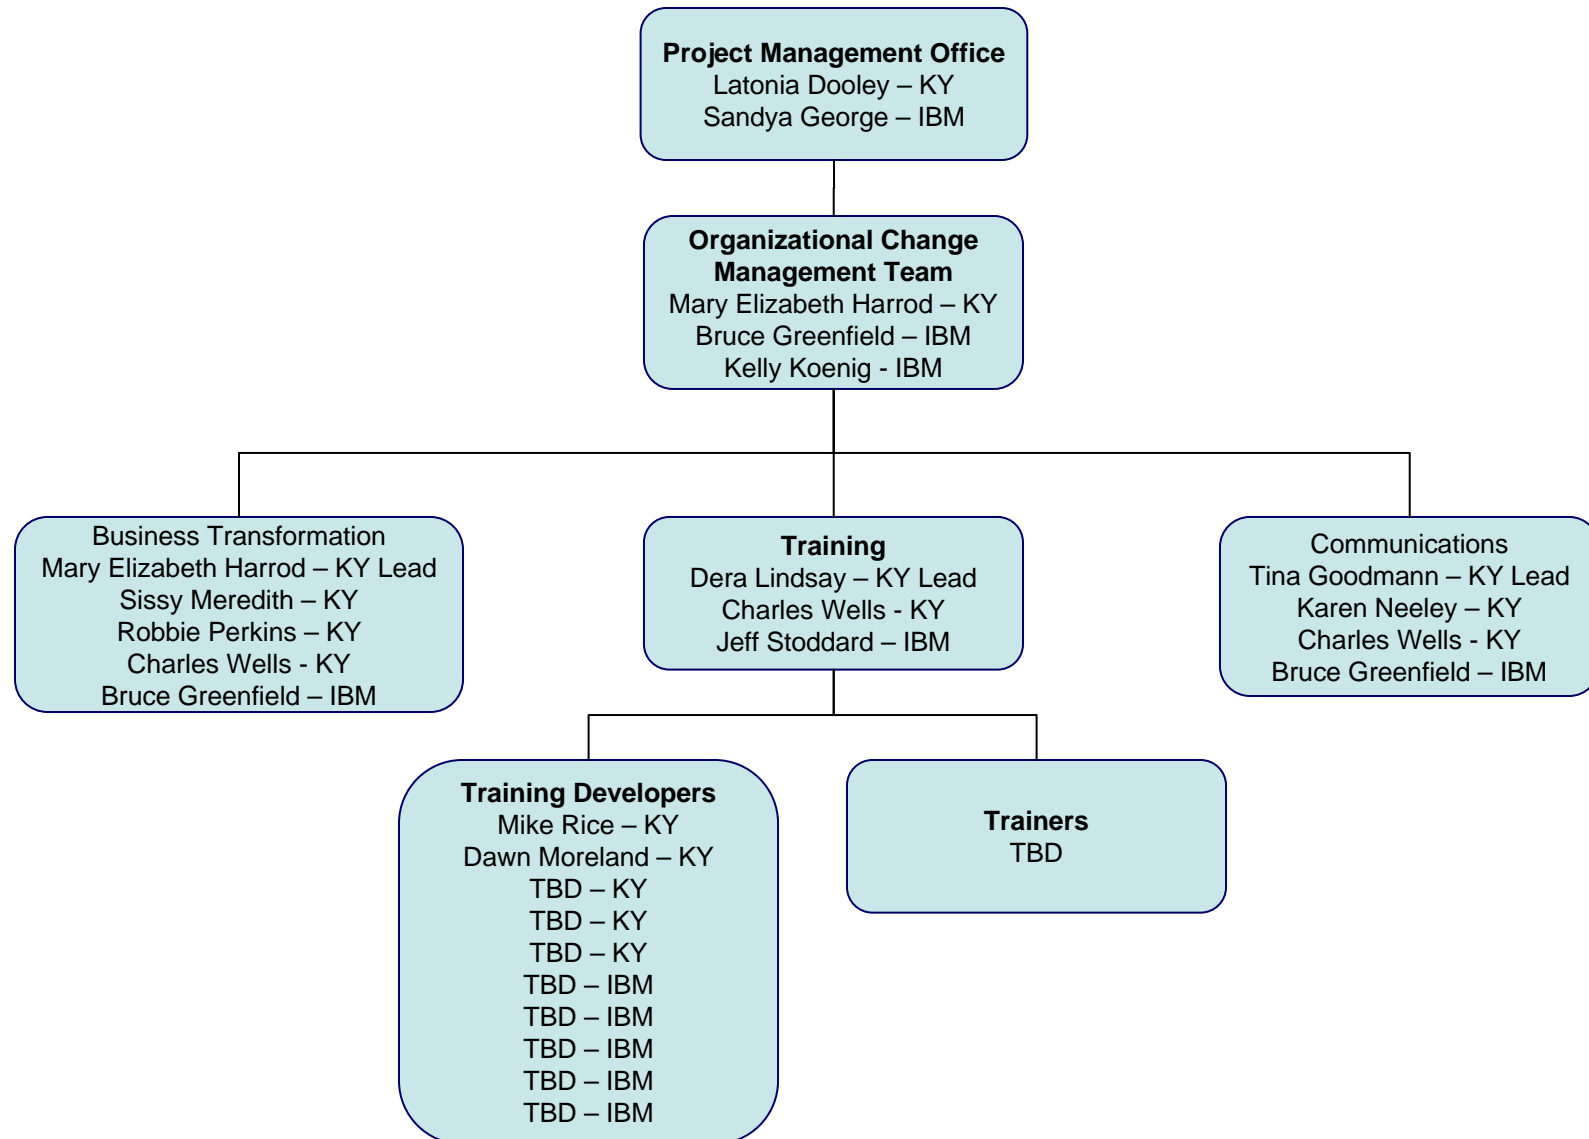 Project Management Office
Latonia Dooley – KY
Sandya George – IBM
Organizational Change
Management Team
Mary Elizabeth Harrod – KY
Bruce Greenfield – IBM
Kelly Koenig - IBM
Business Transformation
Mary Elizabeth Harrod – KY Lead
Sissy Meredith – KY
Robbie Perkins – KY
Charles Wells - KY
Bruce Greenfield – IBM
Training
Dera Lindsay – KY Lead
Charles Wells - KY
Jeff Stoddard – IBM
Communications
Tina Goodmann – KY Lead
Karen Neeley – KY
Charles Wells - KY
Bruce Greenfield – IBM
Training Developers
Mike Rice – KY
Dawn Moreland – KY
TBD – KY
TBD – KY
TBD – KY
TBD – IBM
TBD – IBM
TBD – IBM
TBD – IBM
TBD – IBM
Trainers
TBD